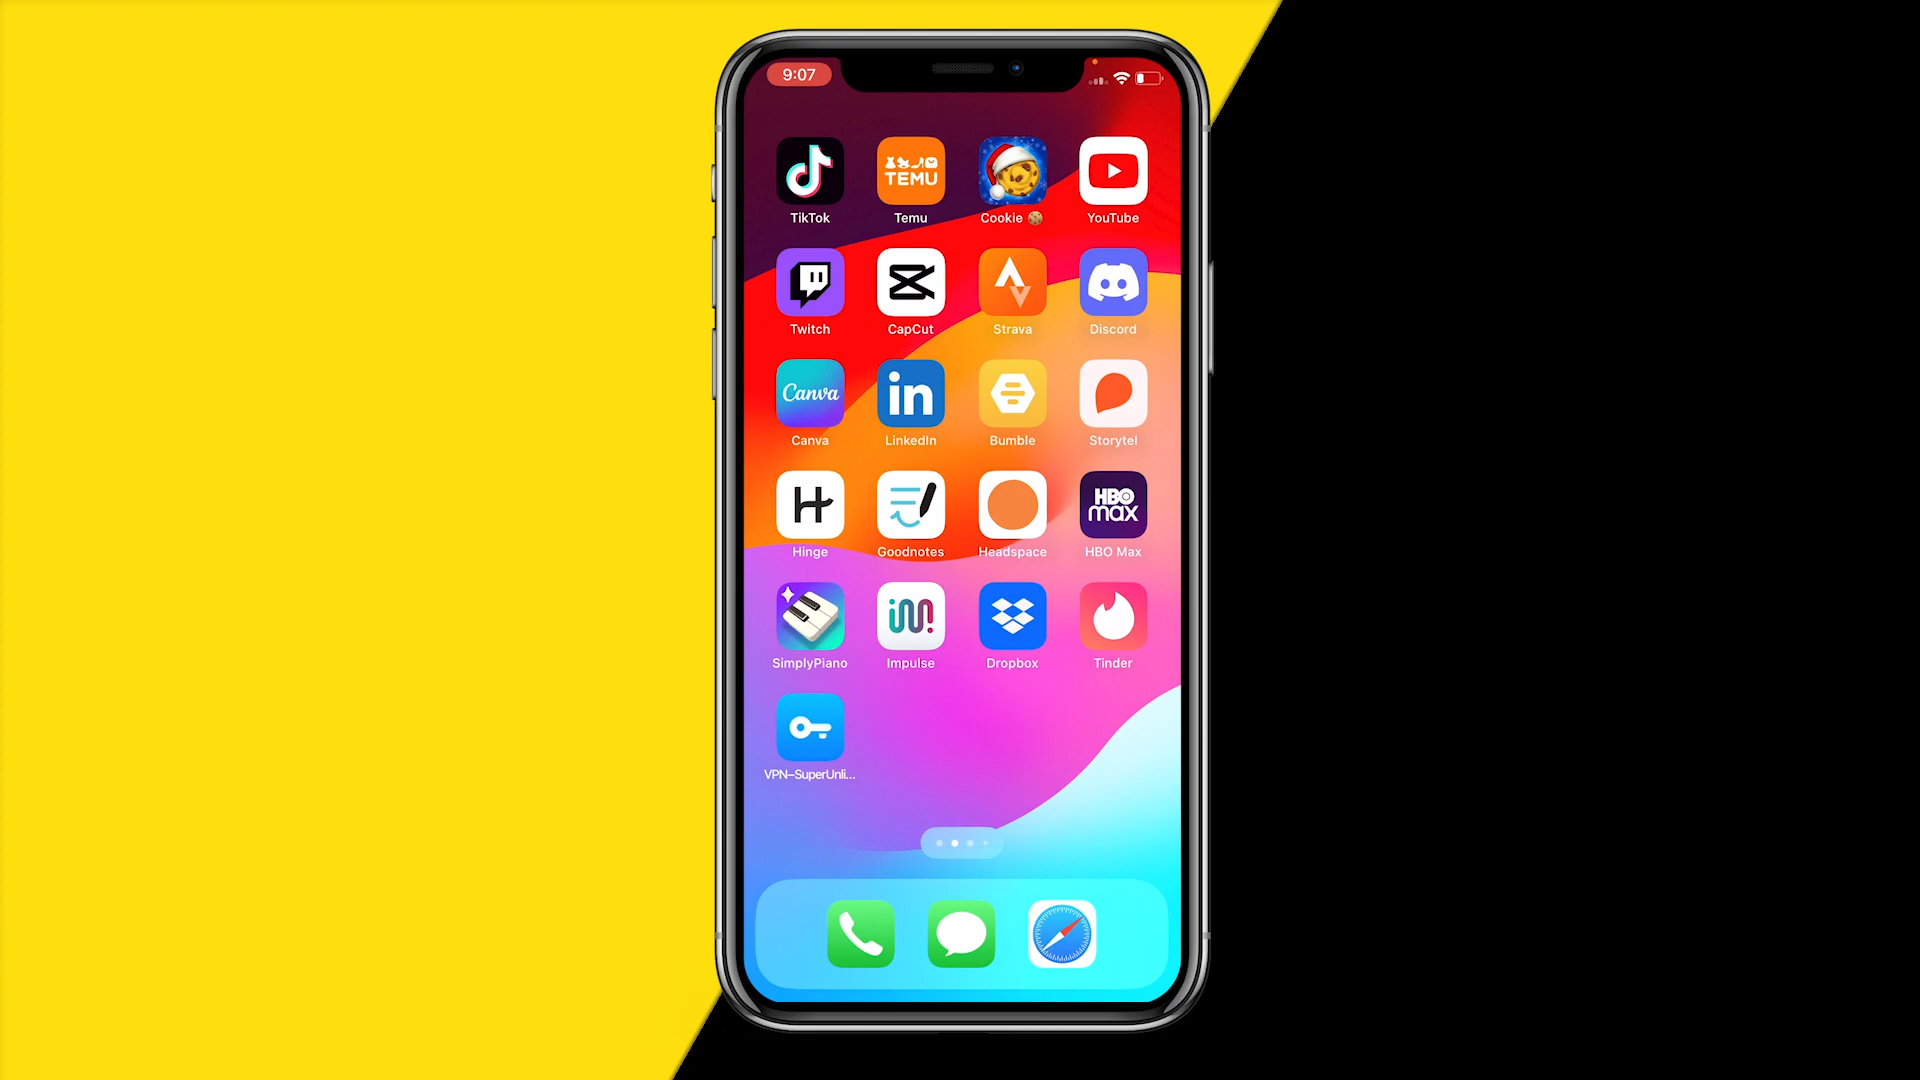 9:07
TEMU
TikTok
Temu
Cookie 🍪
YouTube
Twitch
CapCut
Strava
Discord
Canva
in
Canva
LinkedIn
Bumble
Storytel
H
HBO
max
Hinge
Goodnotes
Headspace
HBO Max
im!
SimplyPiano
Impulse
Dropbox
Tinder
VPN–SuperUnli...